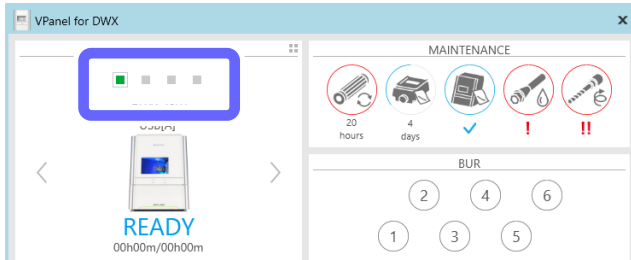 VPanel for DWX
x
MAINTENANCE
20
hours
4
days
!
!!
USB[A]
READY
00h00m/00h00m
BUR
2 4 6
1 3 5